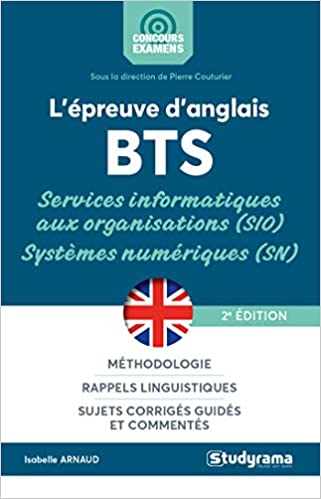 CONCOURS
EXAMENS
Sous la direction de Pierre Couturier
L'épreuve d'anglais
BTS
Services informatiques
aux organisations (SIO)
Systèmes numériques (SN)
2e ÉDITION
MÉTHODOLOGIE
RAPPELS LINGUISTIQUES
SUJETS CORRIGÉS GUIDÉS
ET COMMENTÉS
Isabelle ARNAUD
Studyrama